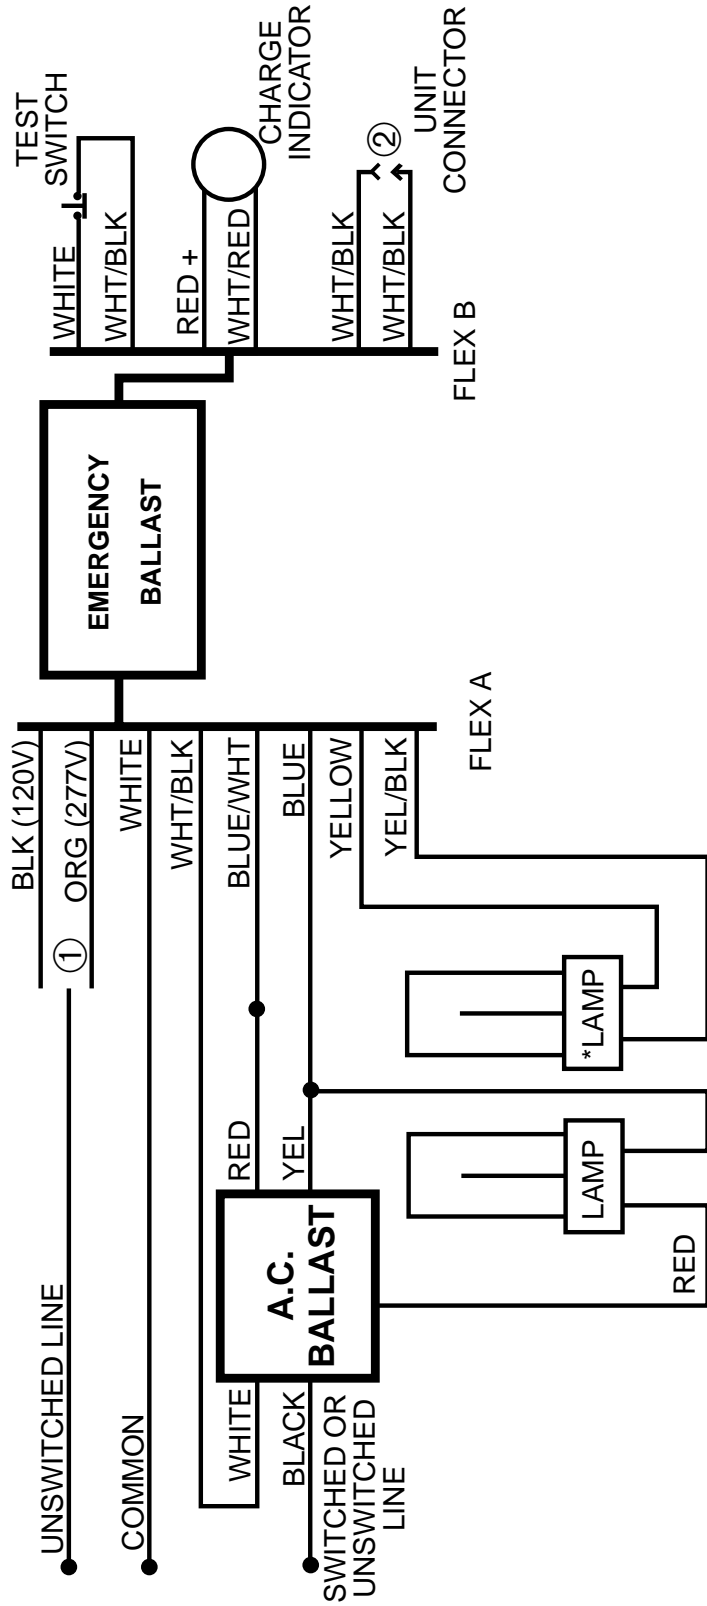 UNSWITCHED LINE
COMMON
WHITE
BLACK
SWITCHED OR
UNSWITCHED
LINE
A.C.
BALLAST
RED
YEL
RED
LAMP
*LAMP
BLK (120V)
① ORG (277V)
WHITE
WHT/BLK
BLUE/WHT
BLUE
YELLOW
YEL/BLK
FLEX A
EMERGENCY
BALLAST
FLEX B
WHITE
WHT/BLK
RED +
WHT/RED
WHT/BLK
WHT/BLK
TEST
SWITCH
CHARGE
INDICATOR
②
UNIT
CONNECTOR